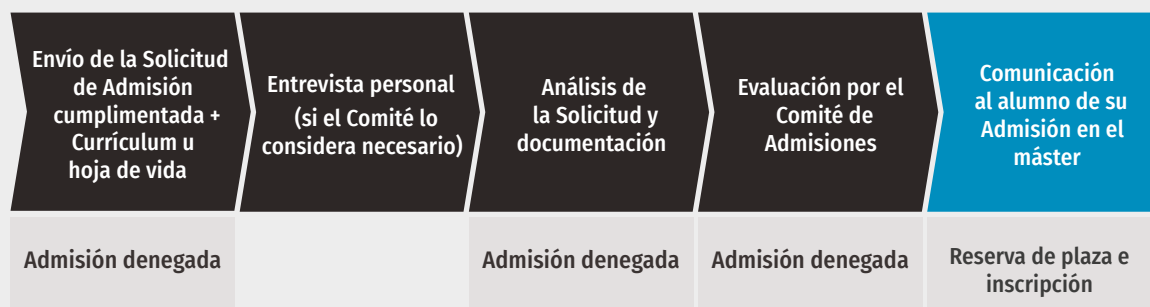 Envío de la Solicitud
de Admisión
cumplimentada +
Currículum u
hoja de vida
Entrevista personal
(si el Comité lo
considera necesario)
Análisis de
la Solicitud y
documentación
Evaluación por el
Comité de
Admisiones
Comunicación
al alumno de su
Admisión en el
máster
Admisión denegada
Admisión denegada
Admisión denegada
Reserva de plaza e
inscripción